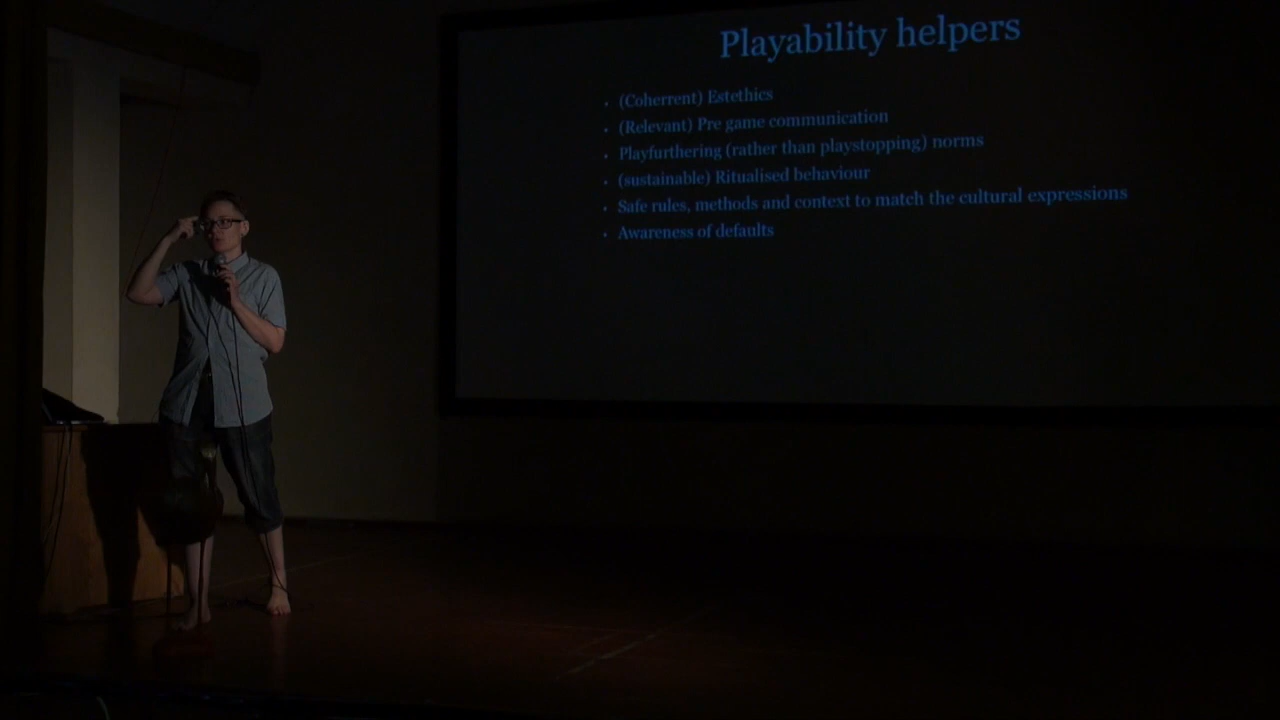 Playability helpers
• (Coherrent) Estethics
• (Relevant) Pre game communication
• Playfurthering (rather than playstopping) norms
• (sustainable) Ritualised behaviour
• Safe rules, methods and context to match the cultural expressions
• Awareness of defaults